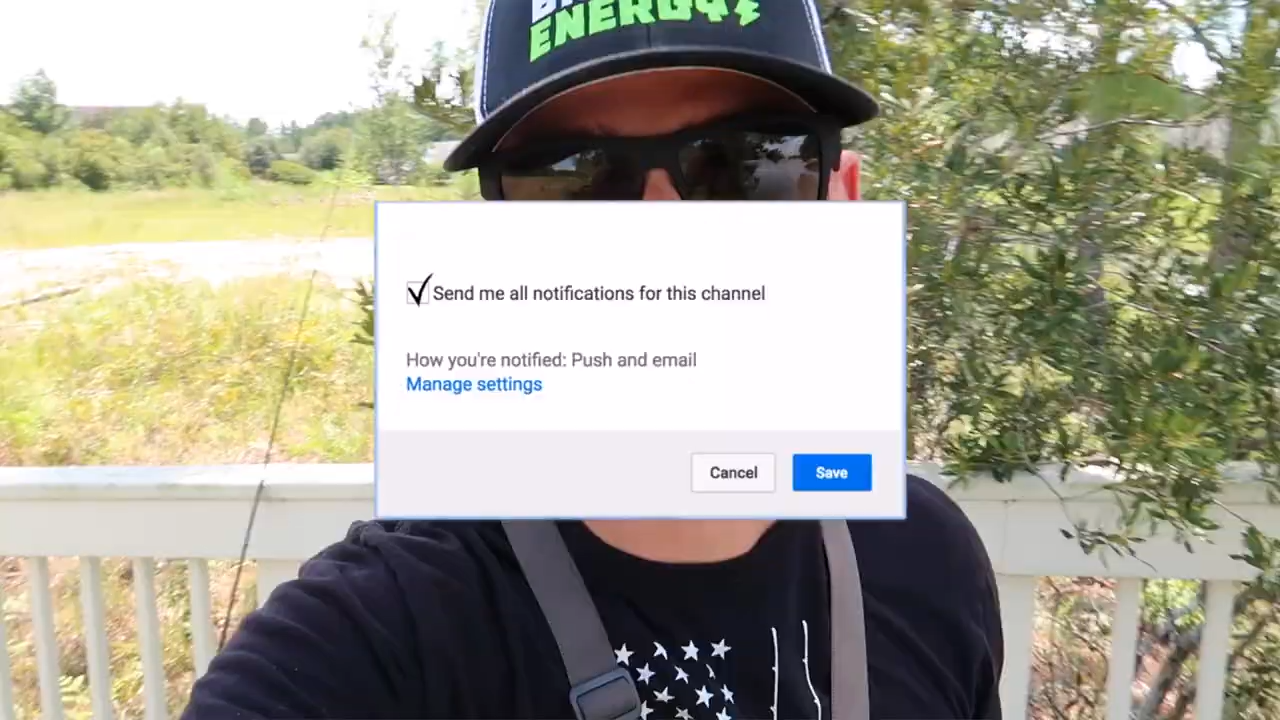 ENERGY
Send me all notifications for this channel
How you're notified: Push and email
Manage settings
Cancel
Save